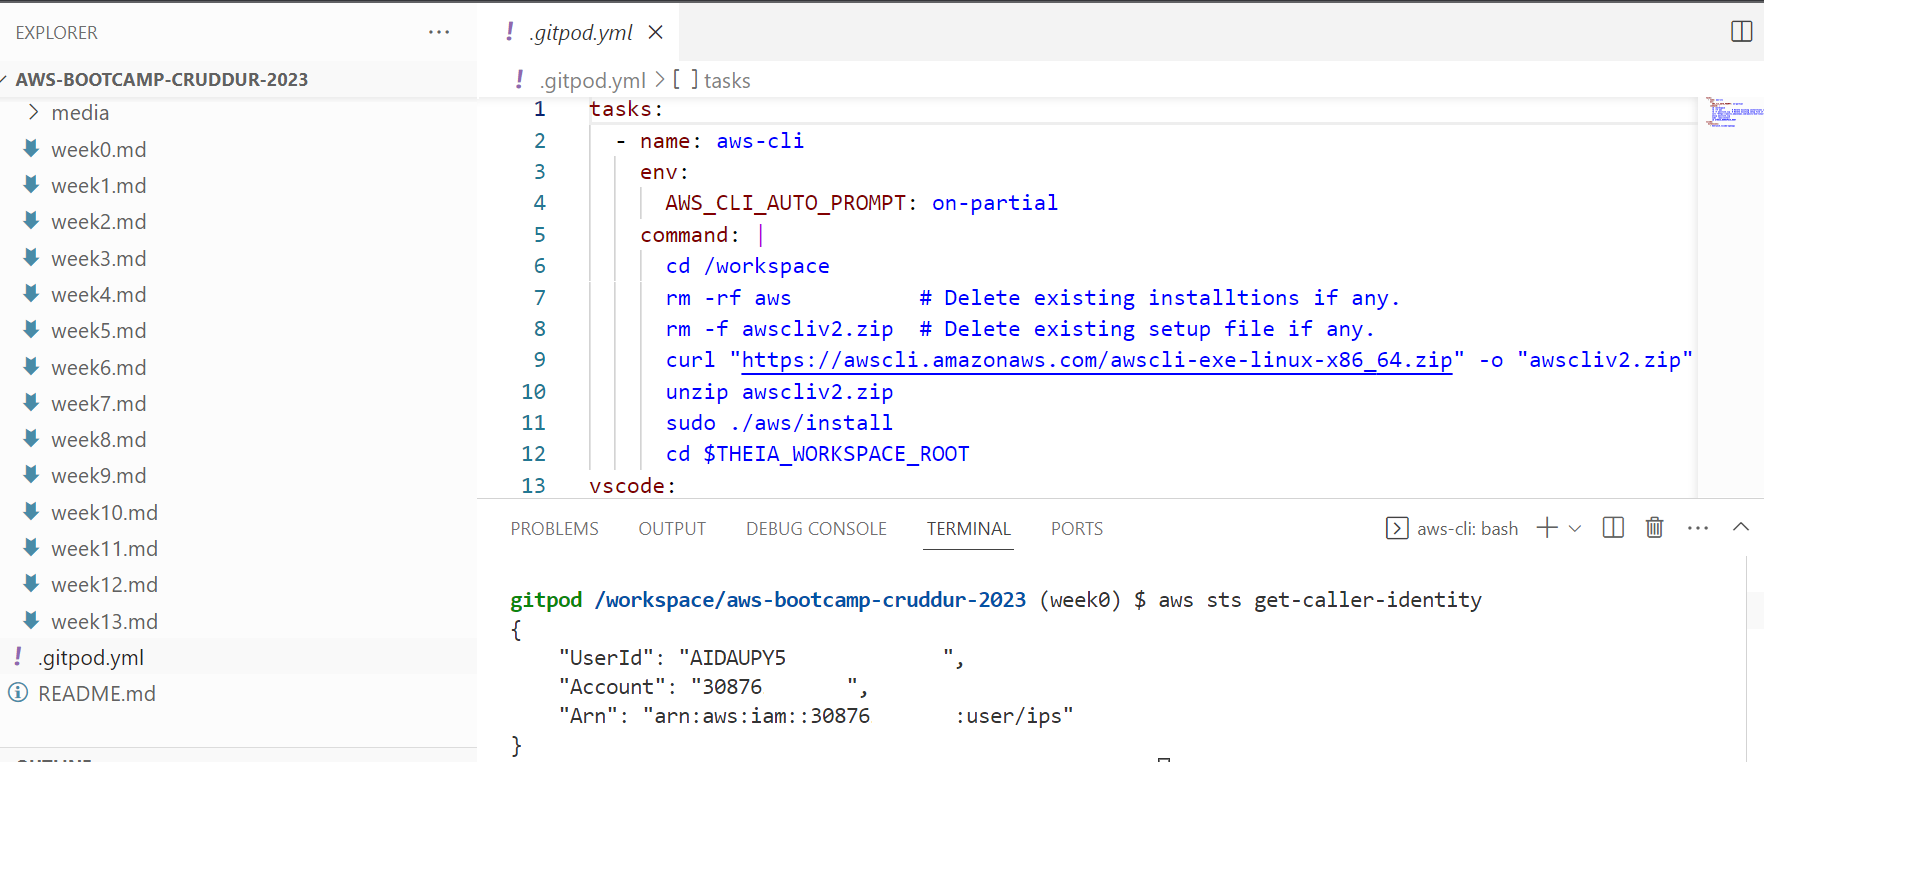 EXPLORER
AWS-BOOTCAMP-CRUDDUR-2023
media
week0.md
week1.md
week2.md
week3.md
week4.md
week5.md
week6.md
week7.md
week8.md
week9.md
week10.md
week11.md
week12.md
week13.md
.gitpod.yml
README.md
.gitpod.yml
.gitpod.yml > [ ] tasks
1 tasks:
2 - name: aws-cli
3 env:
4 AWS_CLI_AUTO_PROMPT: on-partial
5 command: |
6 cd /workspace
7 rm -rf aws # Delete existing installtions if any.
8 rm -f awscliv2.zip # Delete existing setup file if any.
9 curl "https://awscli.amazonaws.com/awscli-exe-linux-x86_64.zip" -o "awscliv2.zip"
10 unzip awscliv2.zip
11 sudo ./aws/install
12 cd $THEIA_WORKSPACE_ROOT
13 vscode:
PROBLEMS OUTPUT DEBUG CONSOLE TERMINAL PORTS aws-cli: bash
gitpod /workspace/aws-bootcamp-cruddur-2023 (week0) $ aws sts get-caller-identity
{
"UserId": "AIDAUPY5 ",
"Account": "30876 ",
"Arn": "arn:aws:iam::30876 :user/ips"
}